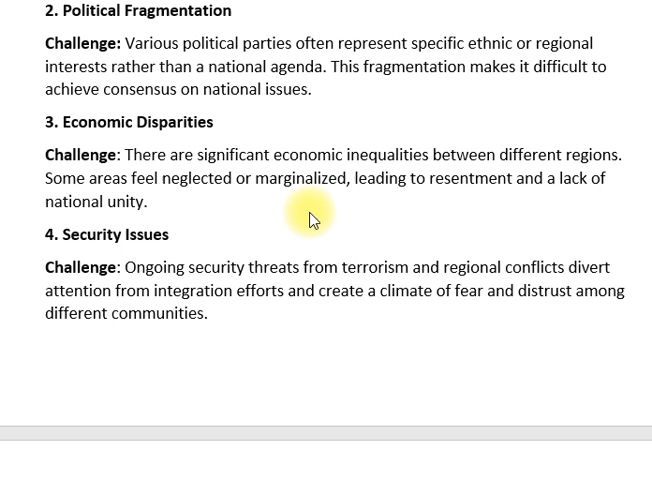 2. Political Fragmentation
Challenge: Various political parties often represent specific ethnic or regional
interests rather than a national agenda. This fragmentation makes it difficult to
achieve consensus on national issues.
3. Economic Disparities
Challenge: There are significant economic inequalities between different regions.
Some areas feel neglected or marginalized, leading to resentment and a lack of
national unity.
4. Security Issues
Challenge: Ongoing security threats from terrorism and regional conflicts divert
attention from integration efforts and create a climate of fear and distrust among
different communities.